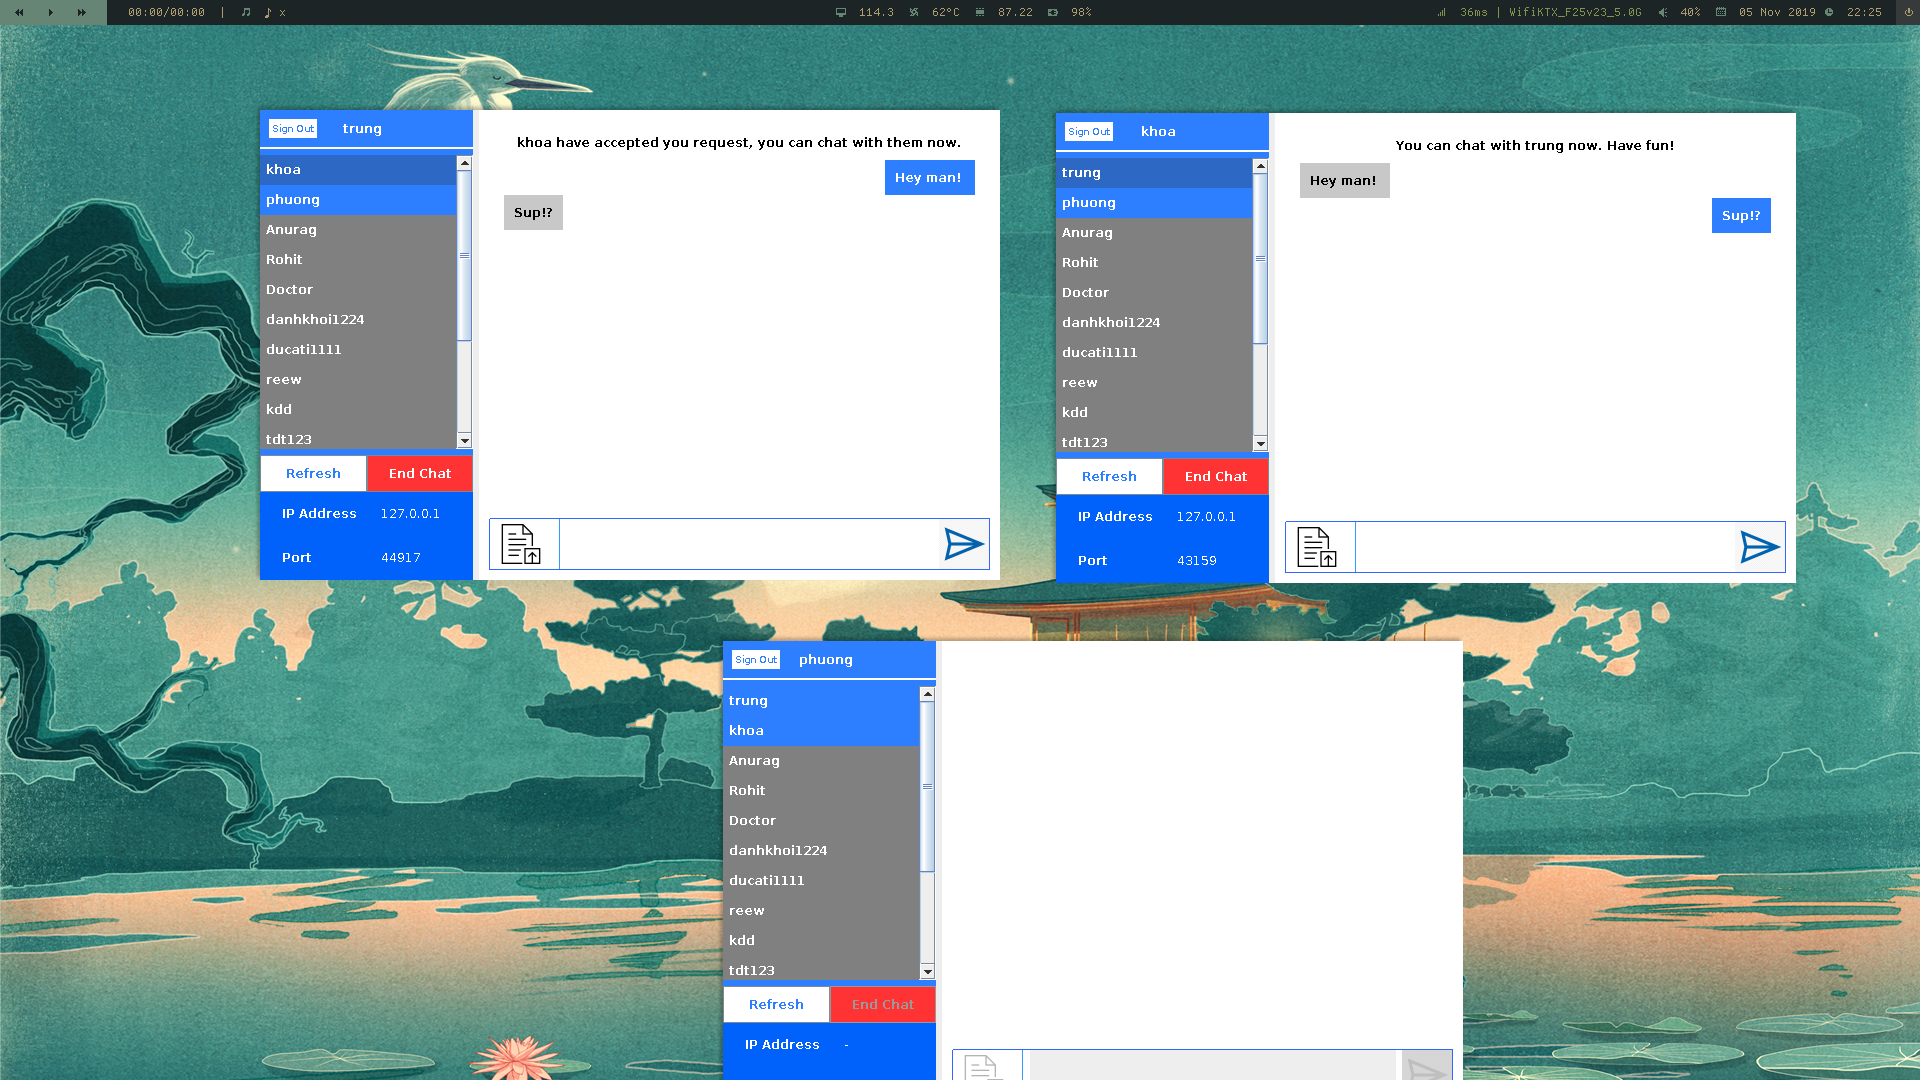 00:00/00:00 | x 114.3 62°C 87.22 98% 36ms | WifiKTX_F25v23_5.0G 40% 05 Nov 2019 22:25
Sign Out trung
khoa
phuong
Anurag
Rohit
Doctor
danhkhoi1224
ducati1111
reew
kdd
tdt123
Refresh End Chat
IP Address 127.0.0.1
Port 44917
khoa have accepted you request, you can chat with them now.
Hey man!
Sup!?
Sign Out khoa
trung
phuong
Anurag
Rohit
Doctor
danhkhoi1224
ducati1111
reew
kdd
tdt123
Refresh End Chat
IP Address 127.0.0.1
Port 43159
You can chat with trung now. Have fun!
Hey man!
Sup!?
Sign Out phuong
trung
khoa
Anurag
Rohit
Doctor
danhkhoi1224
ducati1111
reew
kdd
tdt123
Refresh End Chat
IP Address -